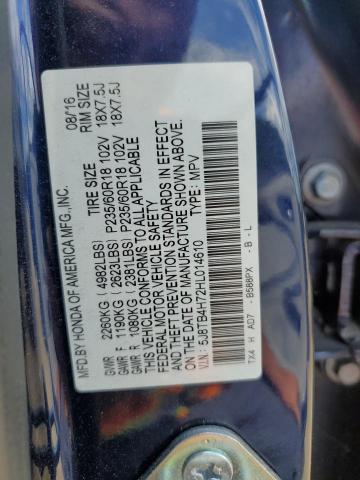 MFD.BY HONDA OF AMERICA MFG.,INC. 08/16
TIRE SIZE RIM SIZE
GVWR 2260KG (4982LBS) P235/60R18 102V 18X7.5J
GAWR F 1190KG (2623LBS) P235/60R18 102V 18X7.5J
GAWR R 1080KG (2381LBS)
THIS VEHICLE CONFORMS TO ALL APPLICABLE
FEDERAL MOTOR VEHICLE SAFETY
AND THEFT PREVENTION STANDARDS IN EFFECT
ON THE DATE OF MANUFACTURE SHOWN ABOVE.
V.I.N.: 5J8TB4H72HL014610 TYPE: MPV
TX4 H AD7 - B588PX - B - L